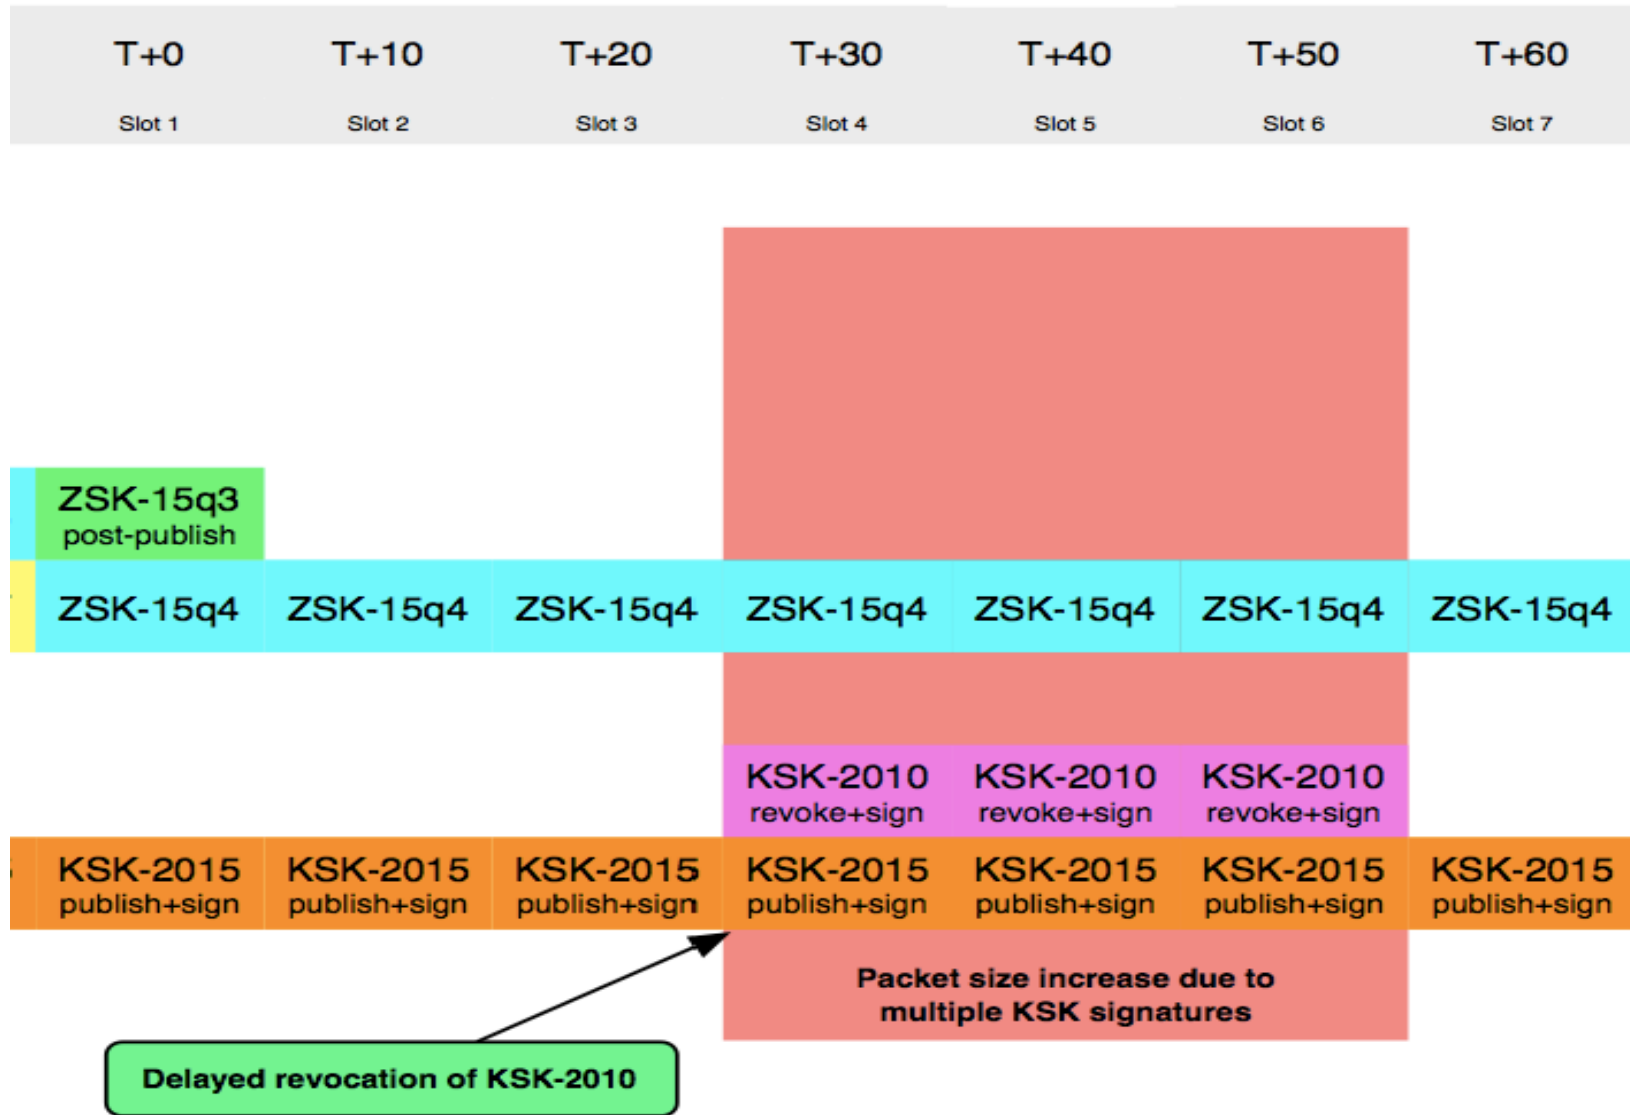 T+0 T+10 T+20 T+30 T+40 T+50 T+60
Slot 1 Slot 2 Slot 3 Slot 4 Slot 5 Slot 6 Slot 7
ZSK-15q3
post-publish
ZSK-15q4 ZSK-15q4 ZSK-15q4 ZSK-15q4 ZSK-15q4 ZSK-15q4 ZSK-15q4
KSK-2010 KSK-2010 KSK-2010
revoke+sign revoke+sign revoke+sign
KSK-2015 KSK-2015 KSK-2015 KSK-2015 KSK-2015 KSK-2015 KSK-2015
publish+sign publish+sign publish+sign publish+sign publish+sign publish+sign publish+sign
Packet size increase due to
multiple KSK signatures
Delayed revocation of KSK-2010